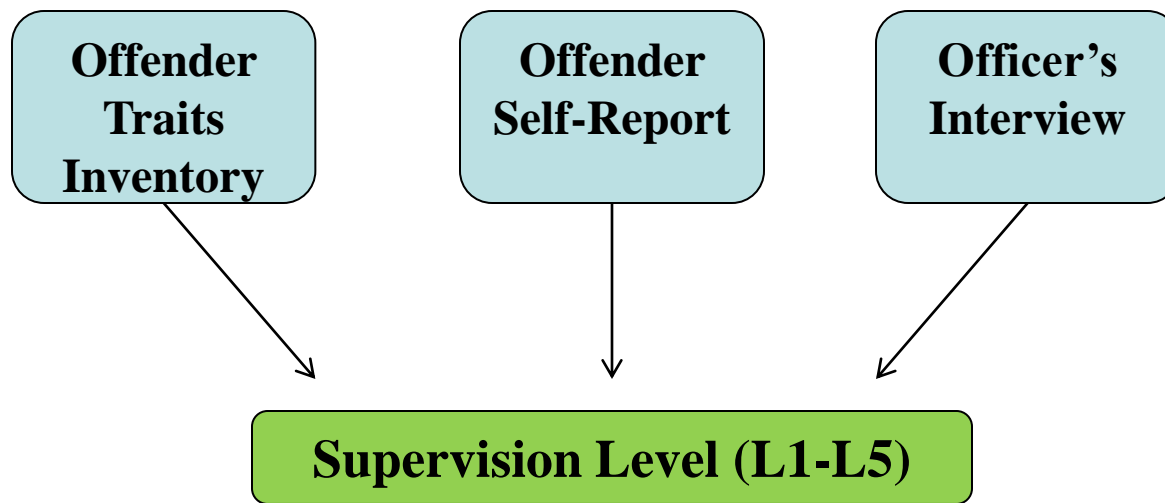 Offender
Traits
Inventory
Offender
Self-Report
Officer’s
Interview
Supervision Level (L1-L5)